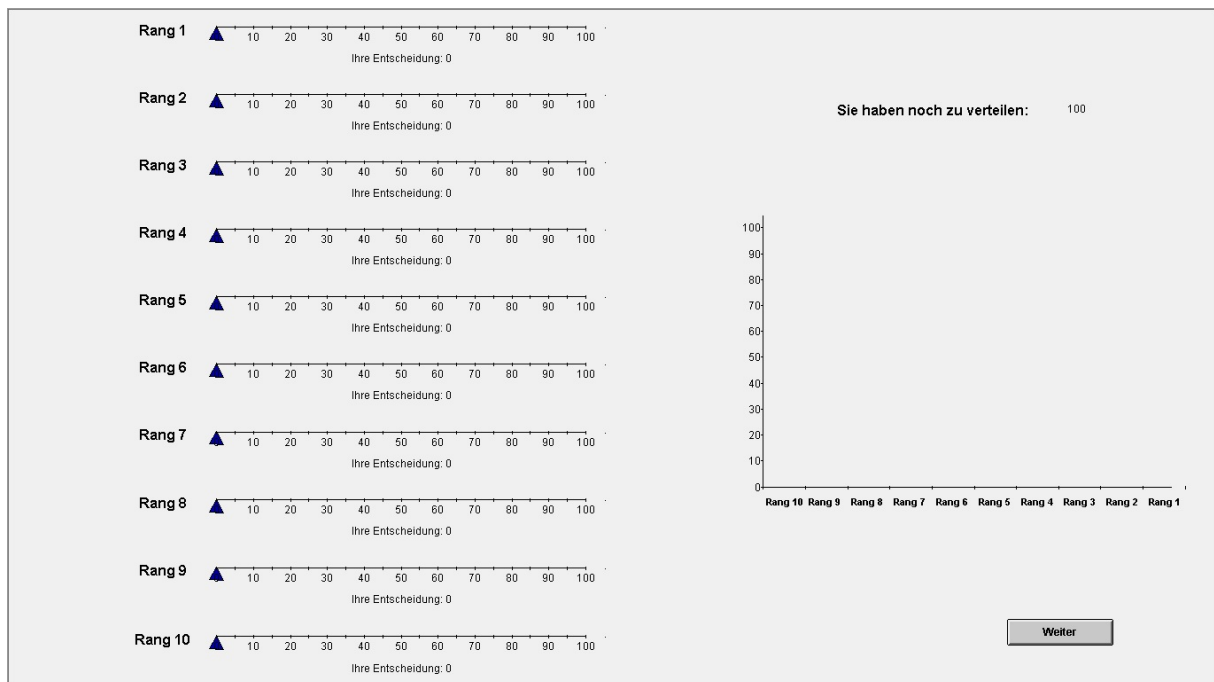 Rang 1
10 20 30 40 50 60 70 80 90 100
Ihre Entscheidung: 0
Rang 2
10 20 30 40 50 60 70 80 90 100
Ihre Entscheidung: 0
Rang 3
10 20 30 40 50 60 70 80 90 100
Ihre Entscheidung: 0
Rang 4
10 20 30 40 50 60 70 80 90 100
Ihre Entscheidung: 0
Rang 5
10 20 30 40 50 60 70 80 90 100
Ihre Entscheidung: 0
Rang 6
10 20 30 40 50 60 70 80 90 100
Ihre Entscheidung: 0
Rang 7
10 20 30 40 50 60 70 80 90 100
Ihre Entscheidung: 0
Rang 8
10 20 30 40 50 60 70 80 90 100
Ihre Entscheidung: 0
Rang 9
10 20 30 40 50 60 70 80 90 100
Ihre Entscheidung: 0
Rang 10
10 20 30 40 50 60 70 80 90 100
Ihre Entscheidung: 0
Sie haben noch zu verteilen: 100
100
90
80
70
60
50
40
30
20
10
0
Rang 10 Rang 9 Rang 8 Rang 7 Rang 6 Rang 5 Rang 4 Rang 3 Rang 2 Rang 1
Weiter